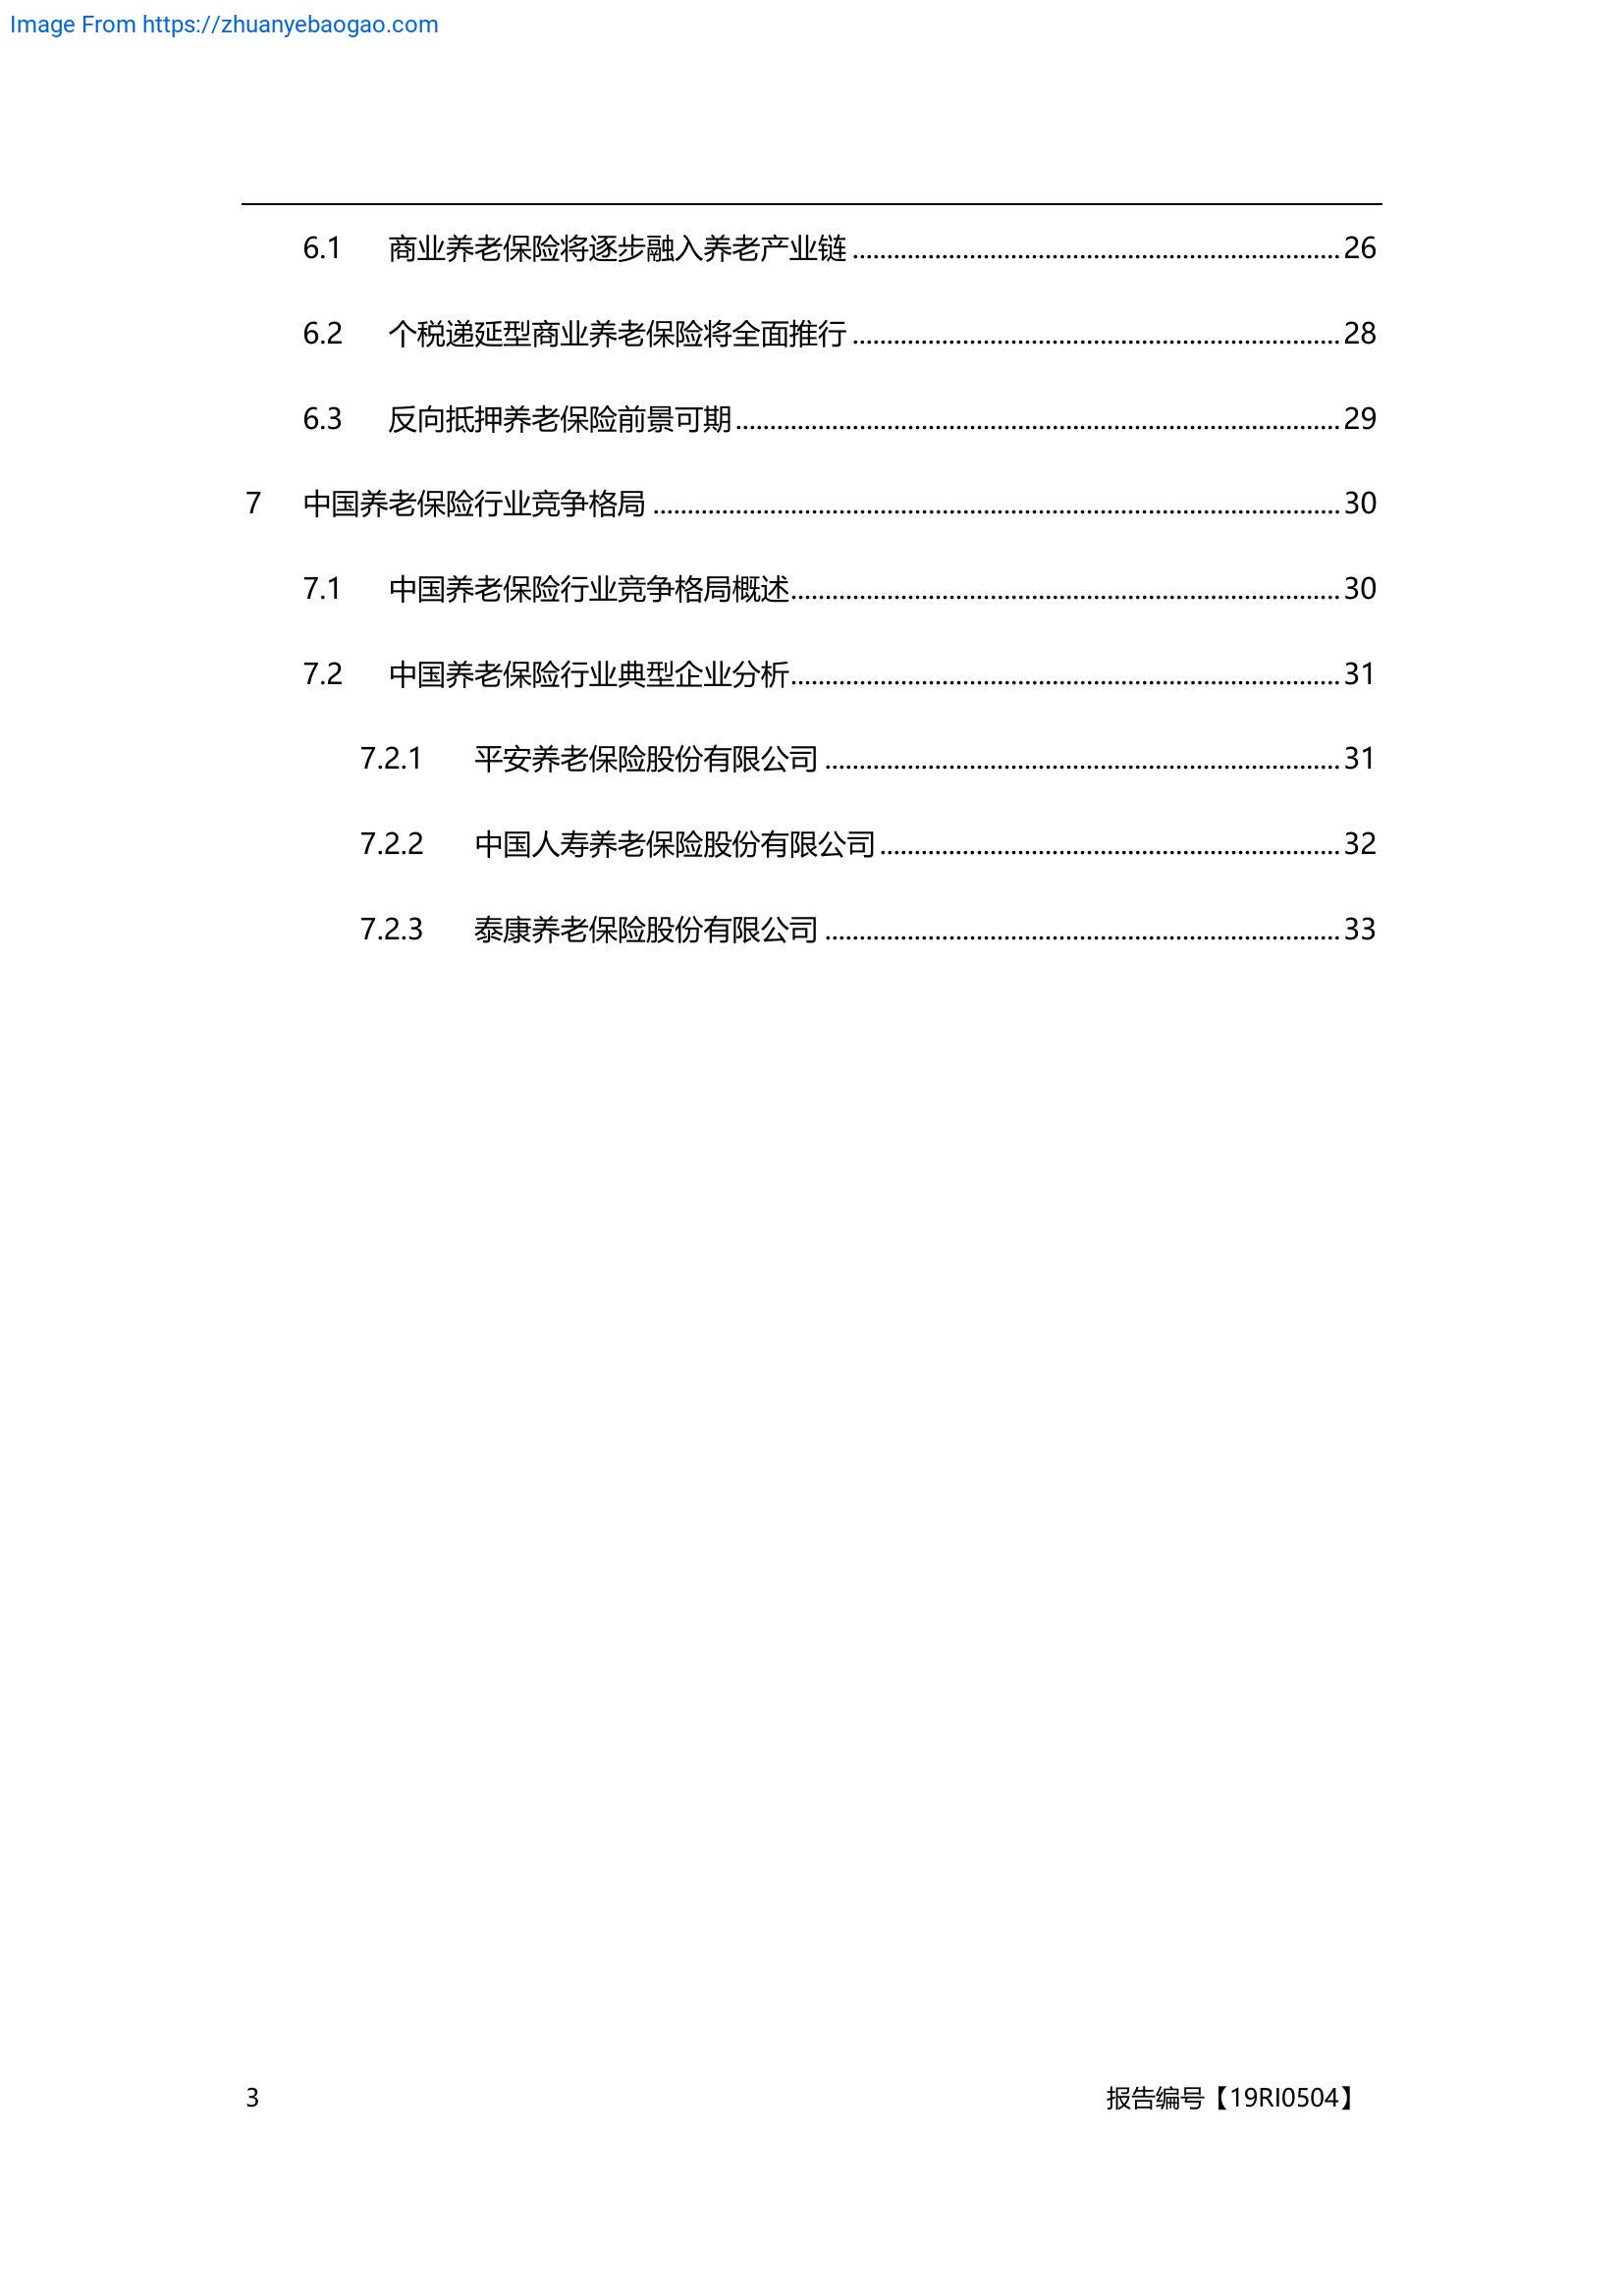 Image From https://zhuanyebaogao.com
6.1 商业养老保险将逐步融入养老产业链 ........ 26
6.2 个税递延型商业养老保险将全面推行 ........ 28
6.3 反向抵押养老保险前景可期 ........ 29
7 中国养老保险行业竞争格局 ........ 30
7.1 中国养老保险行业竞争格局概述 ........ 30
7.2 中国养老保险行业典型企业分析 ........ 31
7.2.1 平安养老保险股份有限公司 ........ 31
7.2.2 中国人寿养老保险股份有限公司 ........ 32
7.2.3 泰康养老保险股份有限公司 ........ 33
3 报告编号【19RI0504】